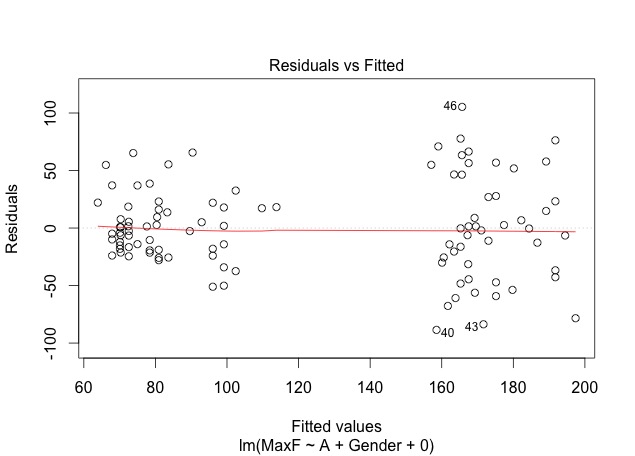 Residuals vs Fitted
Residuals
100
50
0
-50
-100
46
40
43
60 80 100 120 140 160 180 200
Fitted values
lm(MaxF ~ A + Gender + 0)